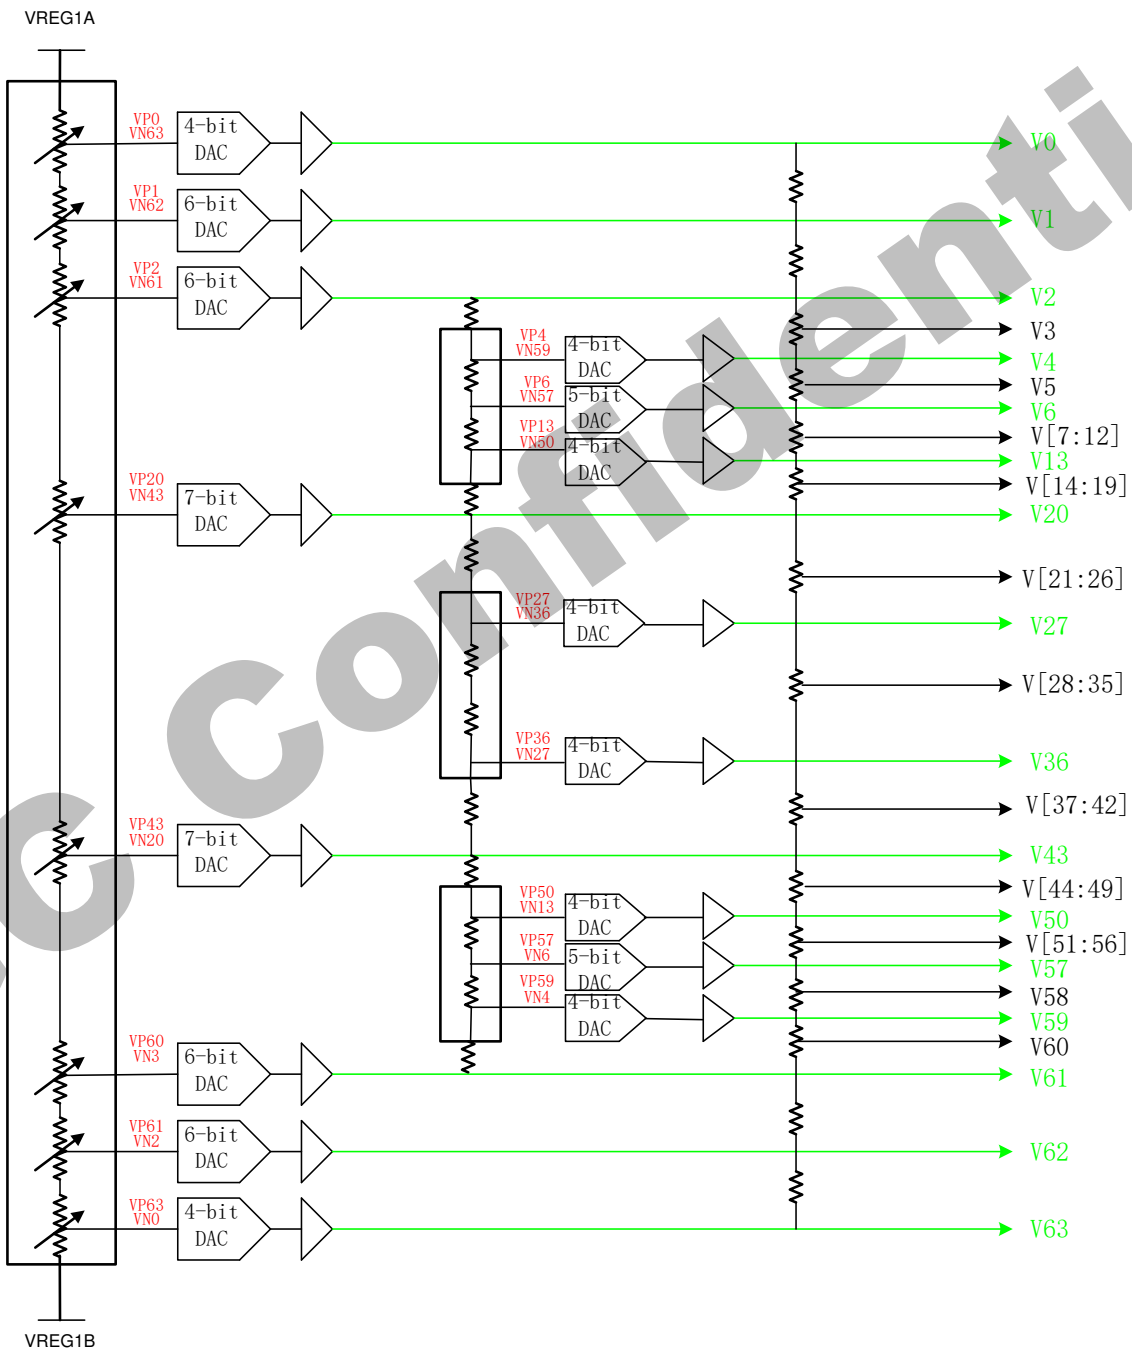 VREG1A
VP0
VN63
4-bit
DAC
V0
VP1
VN62
6-bit
DAC
V1
VP2
VN61
6-bit
DAC
V2
V3
VP4
VN59
4-bit
DAC
V4
V5
VP6
VN57
5-bit
DAC
V6
V[7:12]
VP13
VN50
4-bit
DAC
V13
V[14:19]
VP20
VN43
7-bit
DAC
V20
V[21:26]
VP27
VN36
4-bit
DAC
V27
V[28:35]
VP36
VN27
4-bit
DAC
V36
V[37:42]
VP43
VN20
7-bit
DAC
V43
V[44:49]
VP50
VN13
4-bit
DAC
V50
V[51:56]
VP57
VN6
5-bit
DAC
V57
V58
VP59
VN4
4-bit
DAC
V59
V60
VP60
VN3
6-bit
DAC
V61
VP61
VN2
6-bit
DAC
V62
VP63
VN0
4-bit
DAC
V63
VREG1B
C Confidenti